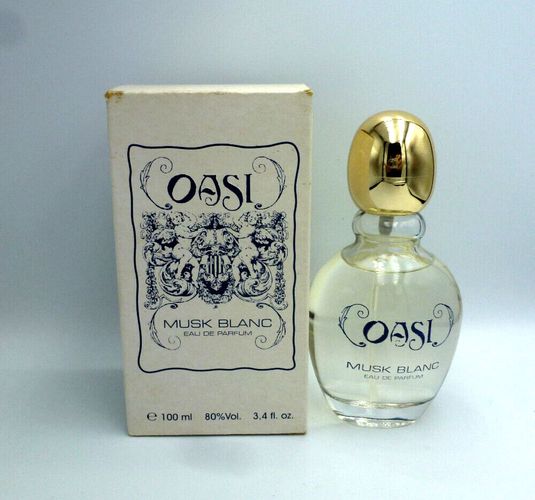 OASI
MUSK BLANC
EAU DE PARFUM
℮ 100 ml 80%Vol. 3,4 fl. oz.
OASI
MUSK BLANC
EAU DE PARFUM